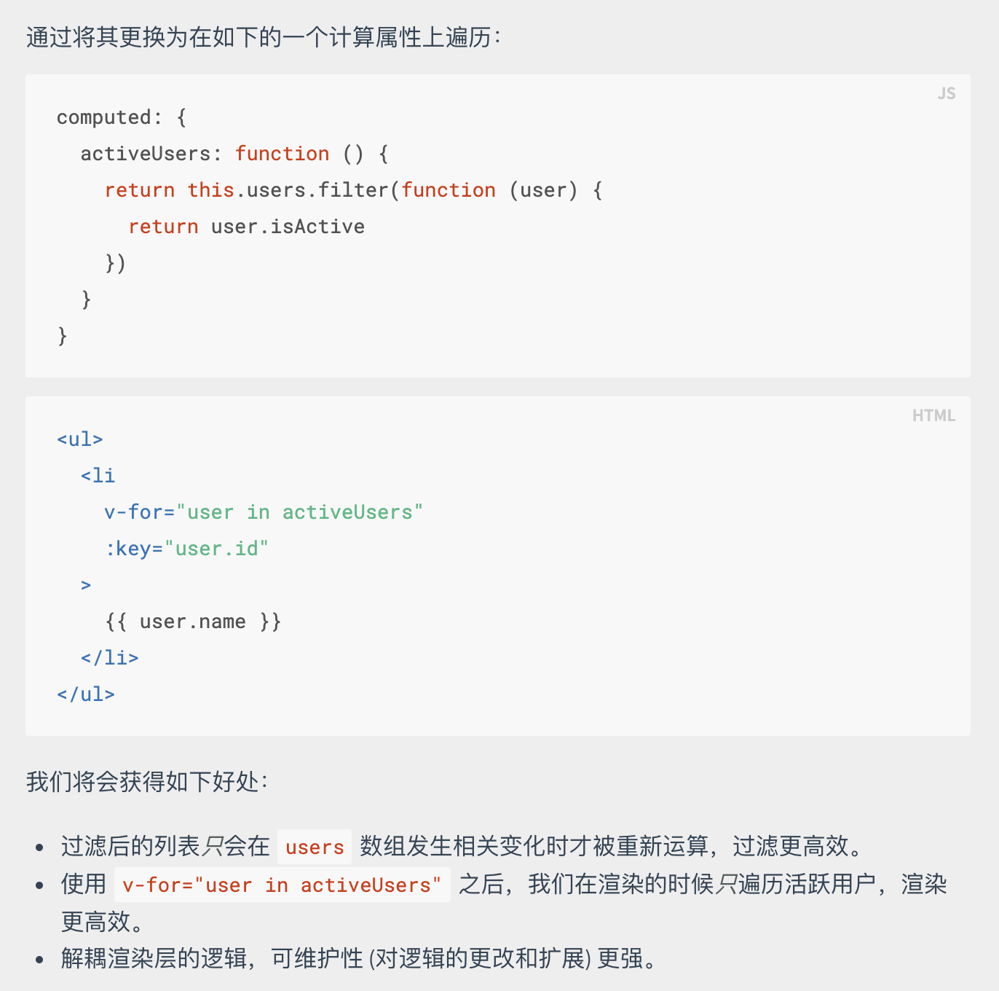 通过将其更换为在如下的一个计算属性上遍历：
JS
computed: {
  activeUsers: function () {
    return this.users.filter(function (user) {
      return user.isActive
    })
  }
}
HTML
<ul>
  <li
    v-for="user in activeUsers"
    :key="user.id"
  >
    {{ user.name }}
  </li>
</ul>
我们将会获得如下好处：
• 过滤后的列表只会在 users 数组发生相关变化时才被重新运算，过滤更高效。
• 使用 v-for="user in activeUsers" 之后，我们在渲染的时候只遍历活跃用户，渲染
更高效。
• 解耦渲染层的逻辑，可维护性 (对逻辑的更改和扩展) 更强。